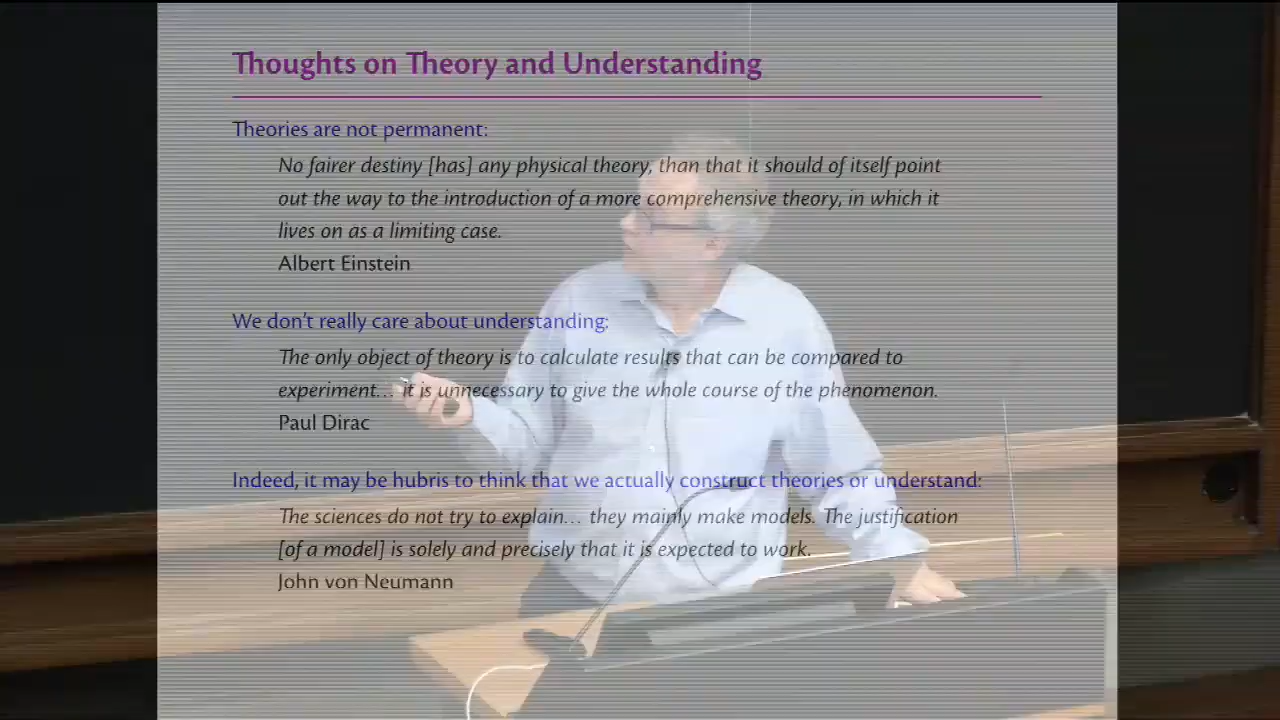 Thoughts on Theory and Understanding
Theories are not permanent:
No fairer destiny [has] any physical theory, than that it should of itself point
out the way to the introduction of a more comprehensive theory, in which it
lives on as a limiting case.
Albert Einstein
We don't really care about understanding:
The only object of theory is to calculate results that can be compared to
experiment... it is unnecessary to give the whole course of the phenomenon.
Paul Dirac
Indeed, it may be hubris to think that we actually construct theories or understand:
The sciences do not try to explain... they mainly make models. The justification
[of a model] is solely and precisely that it is expected to work.
John von Neumann